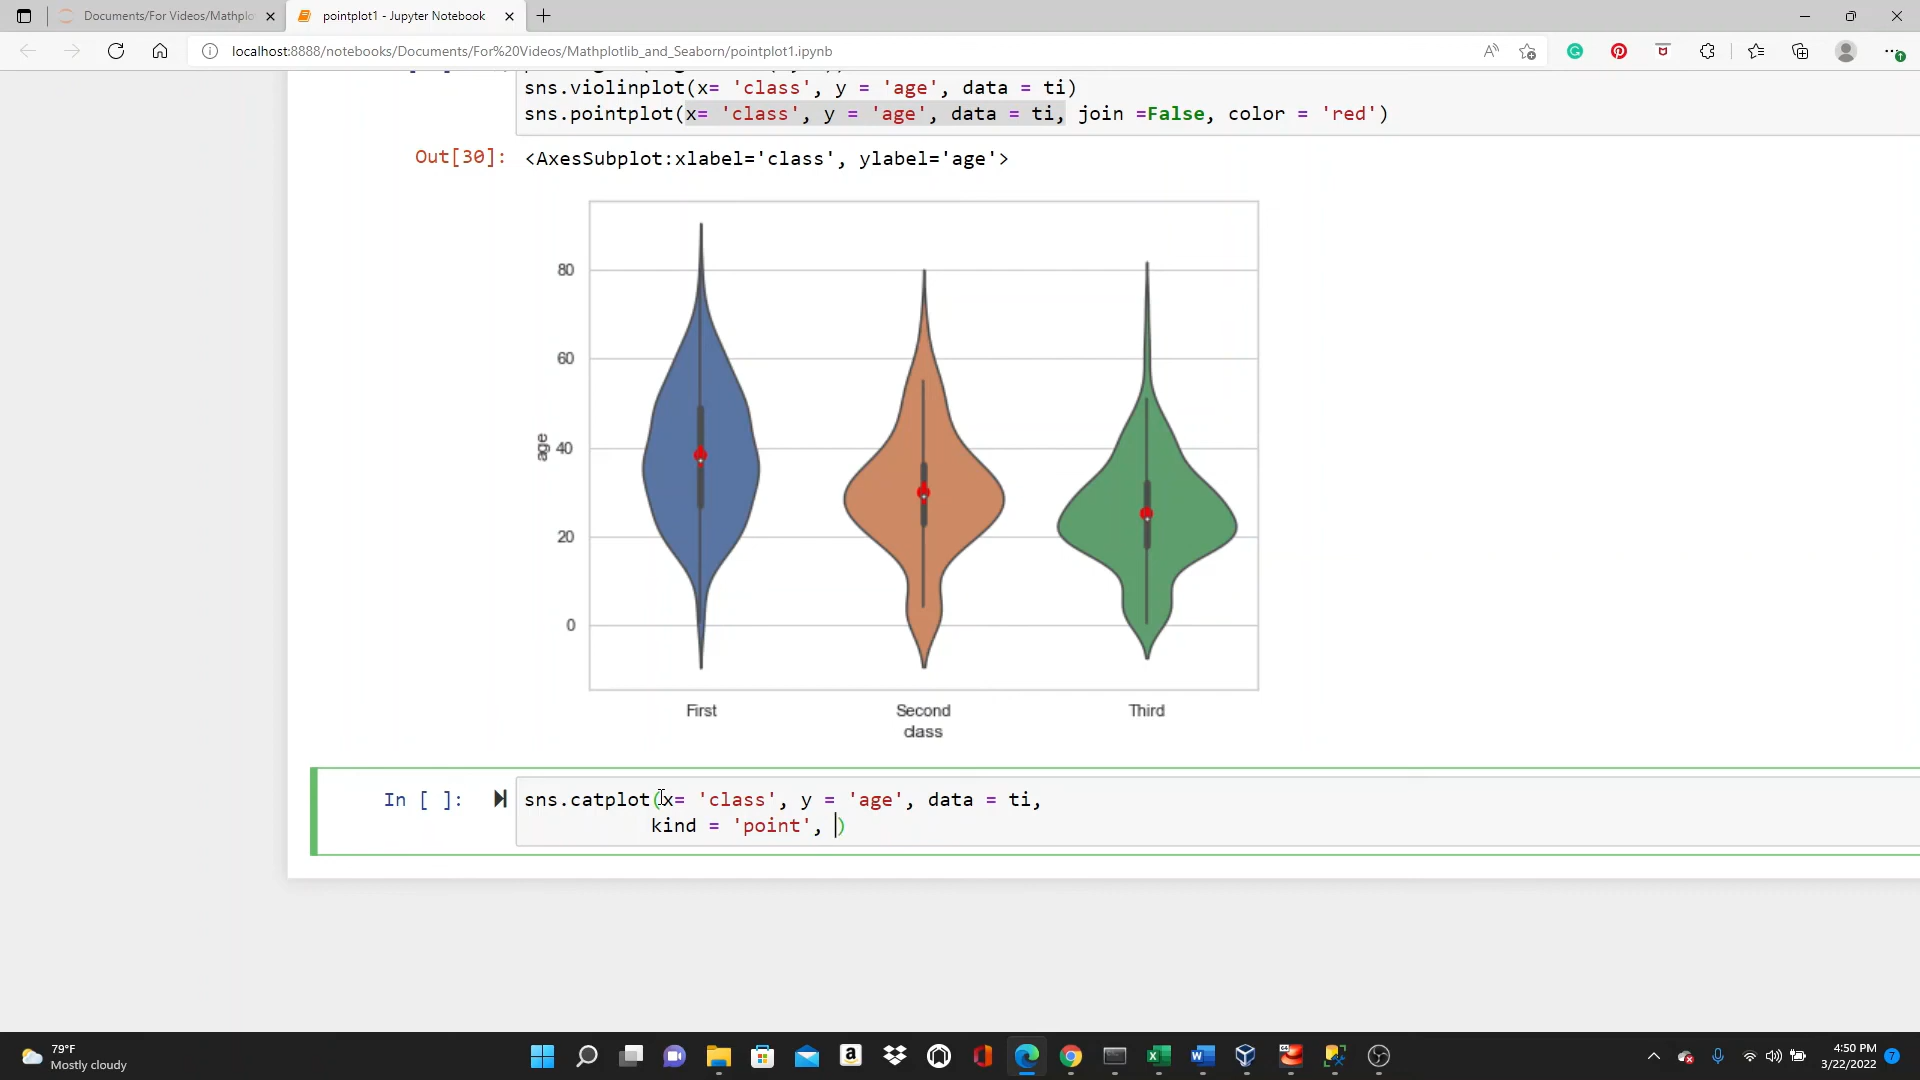 Documents/For Videos/Mathplo
pointplot1 - Jupyter Notebook
localhost:8888/notebooks/Documents/For%20Videos/Mathplotlib_and_Seaborn/pointplot1.ipynb
sns.violinplot(x= 'class', y = 'age', data = ti)
sns.pointplot(x= 'class', y = 'age', data = ti, join =False, color = 'red')
Out[30]: <AxesSubplot:xlabel='class', ylabel='age'>
80
60
40
20
0
age
First Second Third
class
In [ ]: sns.catplot(x= 'class', y = 'age', data = ti,
kind = 'point', )
79°F
Mostly cloudy
4:50 PM
3/22/2022
7